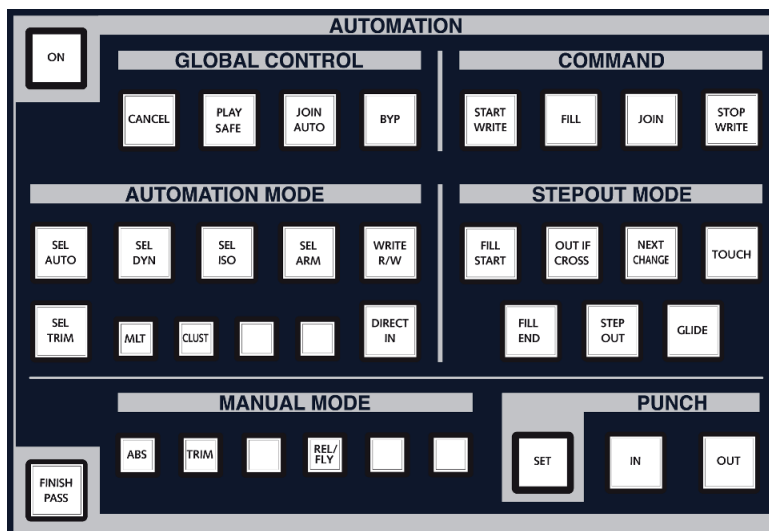 AUTOMATION
ON
GLOBAL CONTROL
COMMAND
CANCEL
PLAY
SAFE
JOIN
AUTO
BYP
START
WRITE
FILL
JOIN
STOP
WRITE
AUTOMATION MODE
STEPOUT MODE
SEL
AUTO
SEL
DYN
SEL
ISO
SEL
ARM
WRITE
R/W
FILL
START
OUT IF
CROSS
NEXT
CHANGE
TOUCH
SEL
TRIM
MLT
CLUST
DIRECT
IN
FILL
END
STEP
OUT
GLIDE
MANUAL MODE
PUNCH
ABS
TRIM
REL/
FLY
SET
IN
OUT
FINISH
PASS